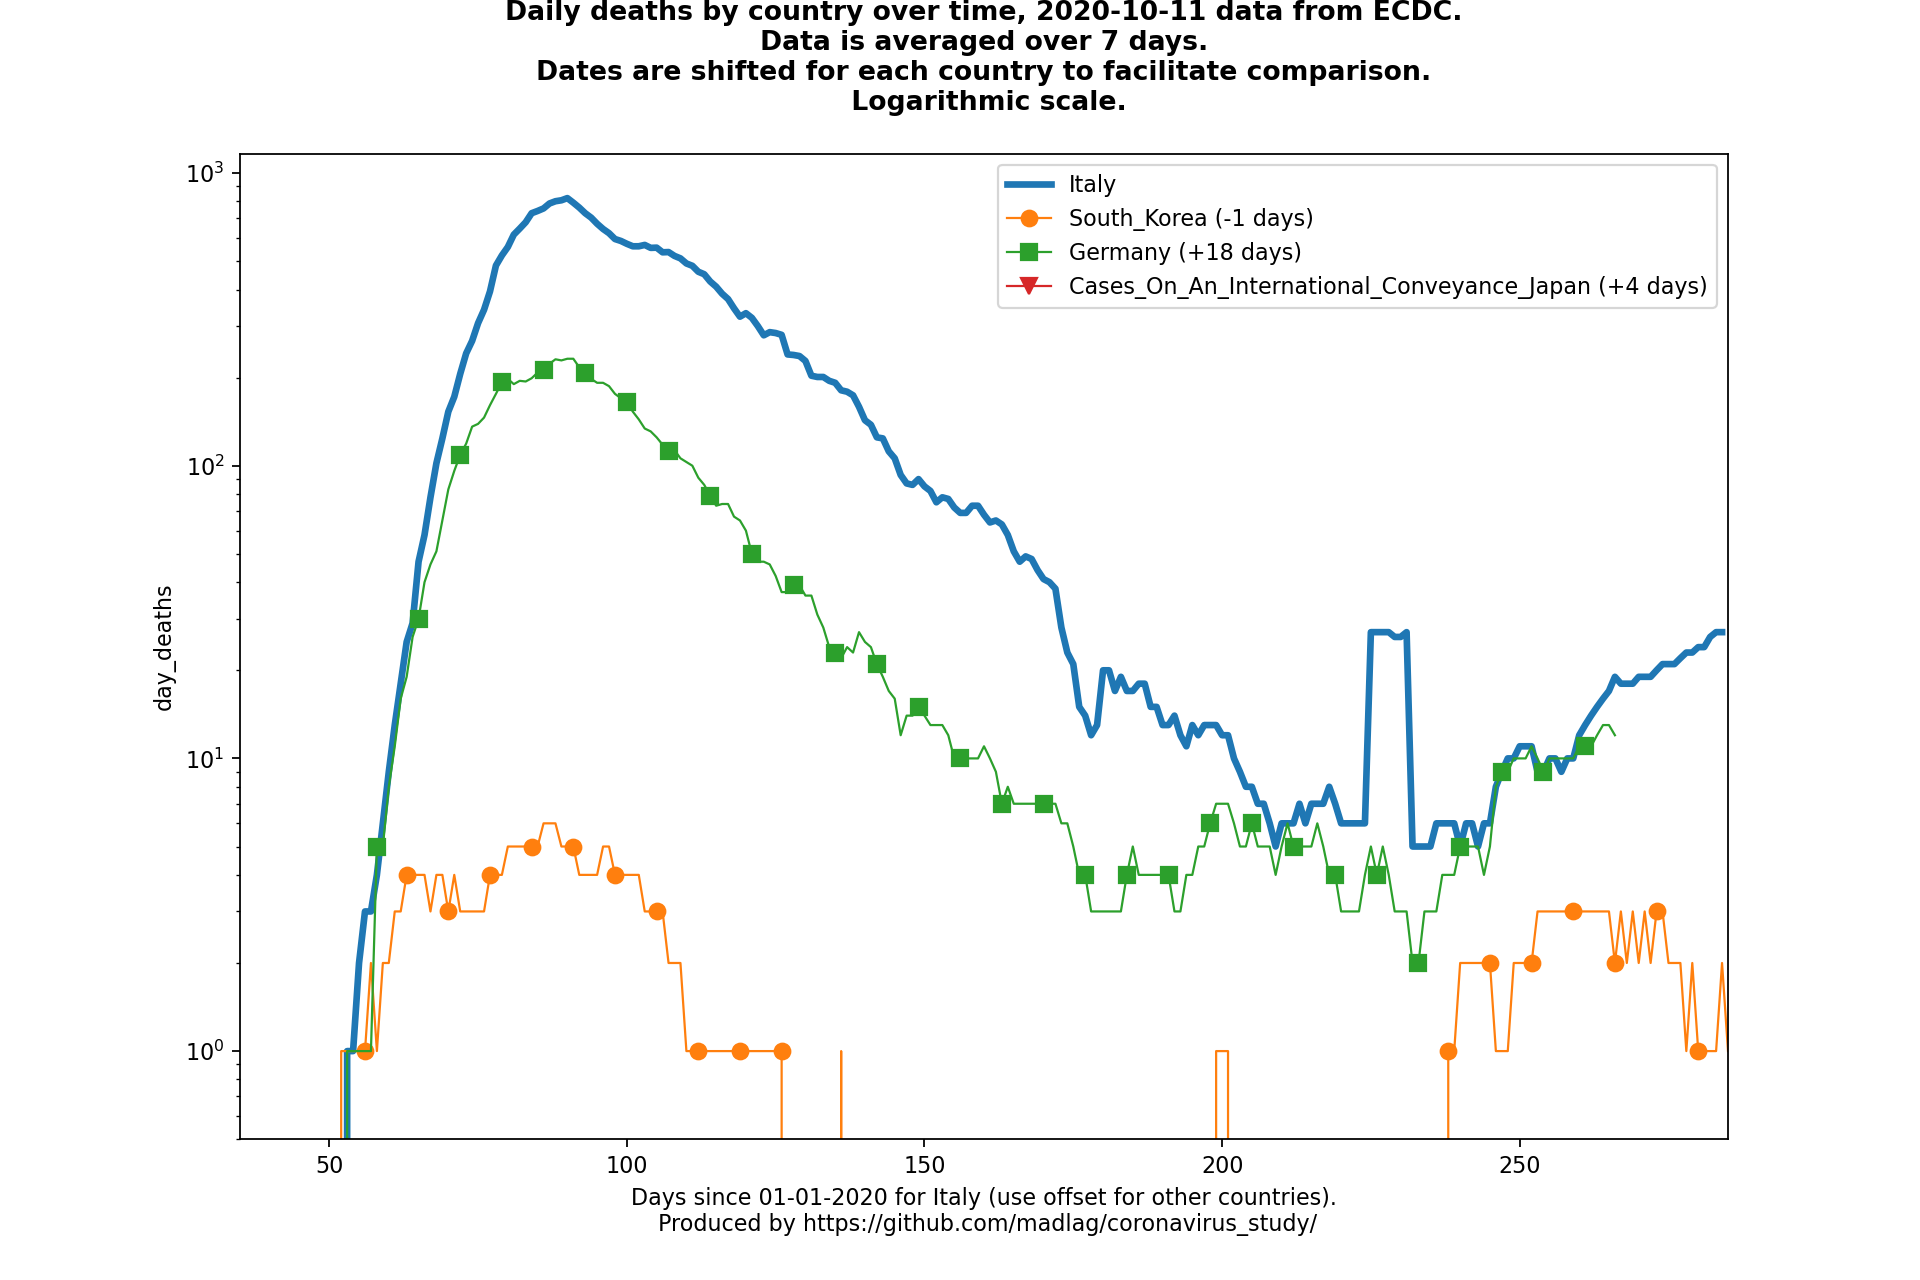 Daily deaths by country over time, 2020-10-11 data from ECDC.
Data is averaged over 7 days.
Dates are shifted for each country to facilitate comparison.
Logarithmic scale.
10³
10²
10¹
10⁰
day_deaths
Italy
South_Korea (-1 days)
Germany (+18 days)
Cases_On_An_International_Conveyance_Japan (+4 days)
50 100 150 200 250
Days since 01-01-2020 for Italy (use offset for other countries).
Produced by https://github.com/madlag/coronavirus_study/